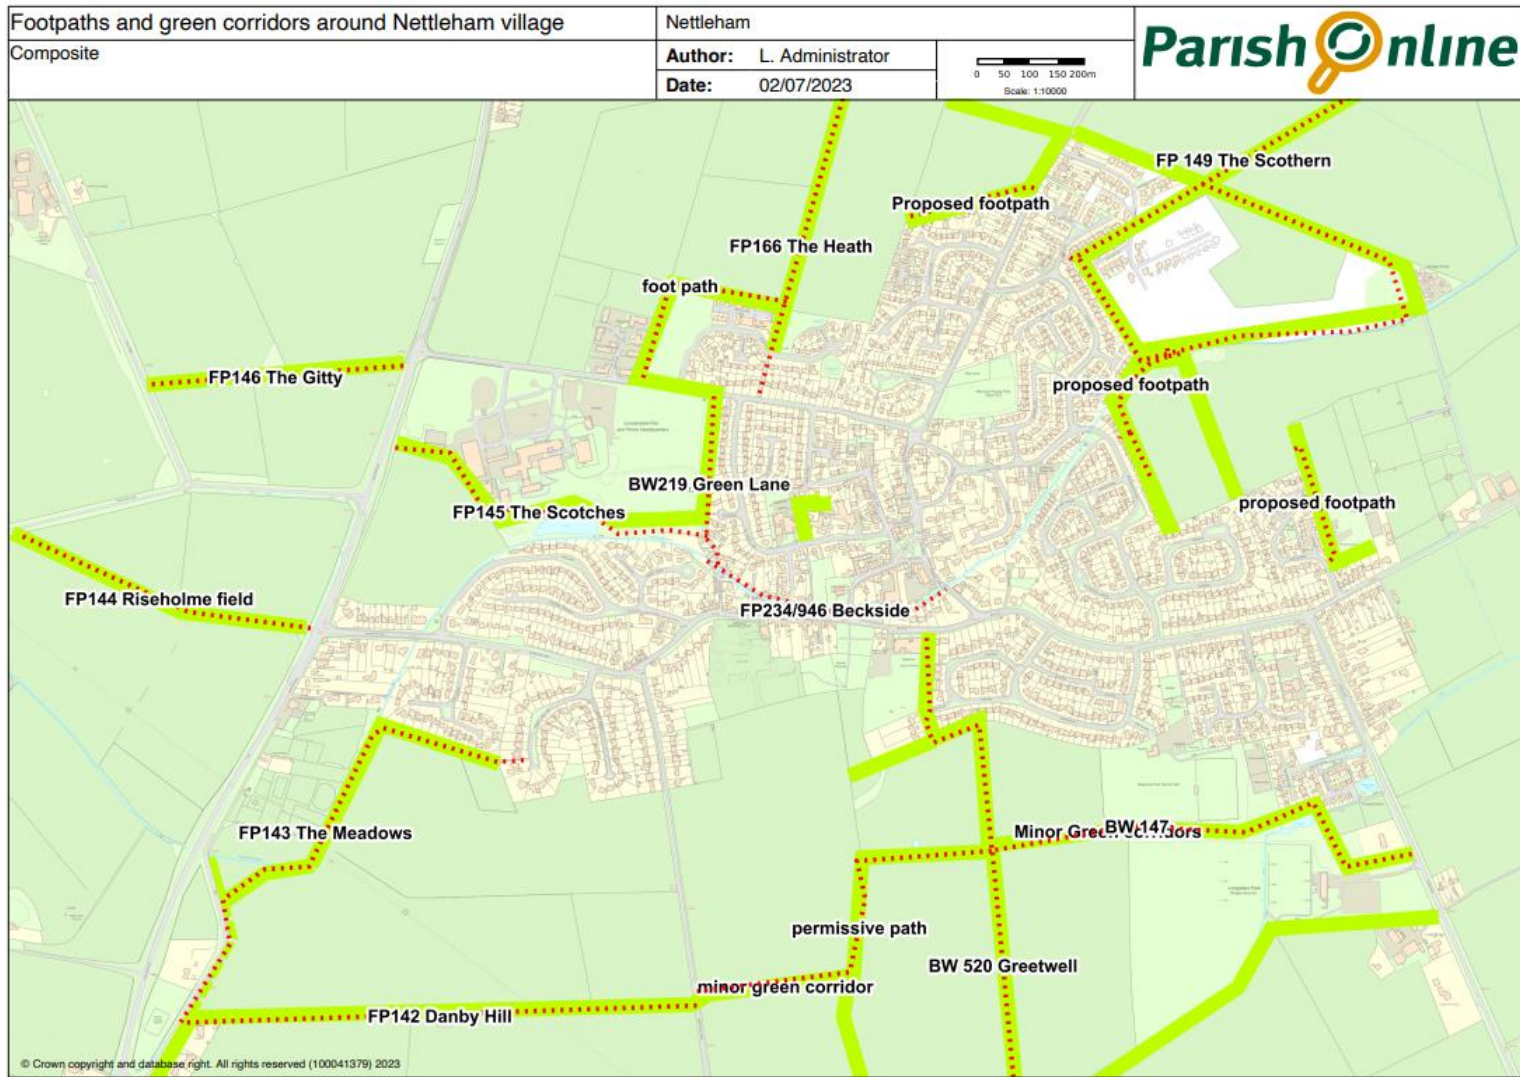 Footpaths and green corridors around Nettleham village
Composite
Nettleham
Author: L. Administrator
Date: 02/07/2023
0 50 100 150 200m
Scale: 1:10000
Parish Online
FP 149 The Scothern
Proposed footpath
FP166 The Heath
foot path
FP146 The Gitty
proposed footpath
BW219 Green Lane
FP145 The Scotches
proposed footpath
FP144 Riseholme field
FP234/946 Beckside
FP143 The Meadows
Minor Green corridors
BW 147
permissive path
BW 520 Greetwell
minor green corridor
FP142 Danby Hill
© Crown copyright and database right. All rights reserved (100041379) 2023